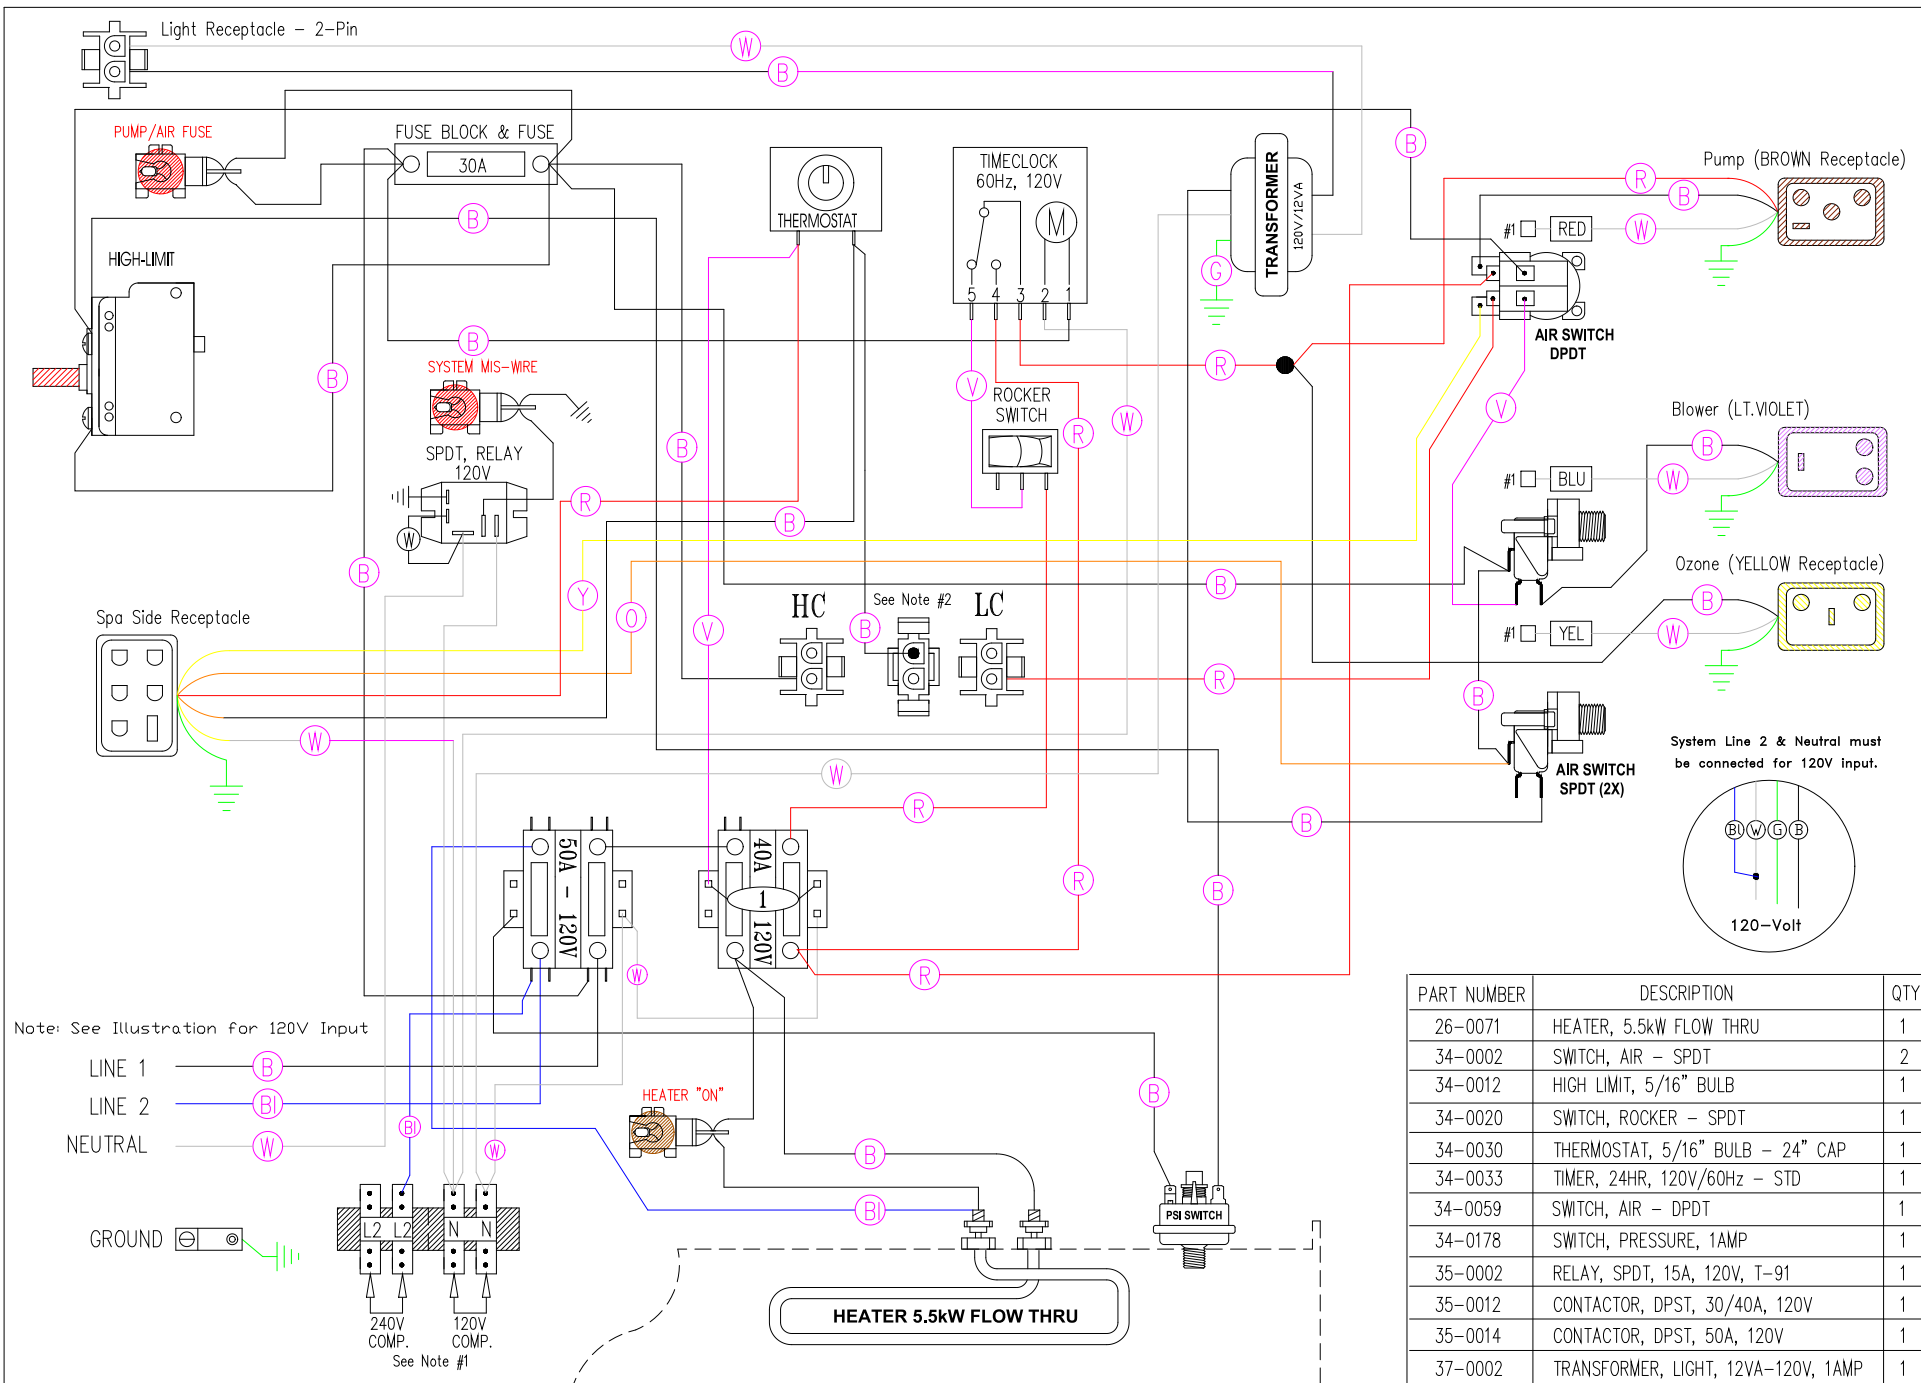 Light Receptacle - 2-Pin
W
B
PUMP/AIR FUSE
FUSE BLOCK & FUSE
30A
THERMOSTAT
TIMECLOCK
60Hz, 120V
M
5 4 3 2 1
TRANSFORMER
120V/12VA
G
B
Pump (BROWN Receptacle)
R
B
#1 RED W
AIR SWITCH
DPDT
HIGH-LIMIT
B
B
B
SYSTEM MIS-WIRE
SPDT, RELAY
120V
W
R
V
ROCKER
SWITCH
R
W
V
Blower (LT.VIOLET)
B
#1 BLU W
B
R
B
B
Y
O
V
B
Ozone (YELLOW Receptacle)
B
#1 YEL W
Spa Side Receptacle
HC
See Note #2
LC
B
R
B
W
W
R
B
AIR SWITCH
SPDT (2X)
System Line 2 & Neutral must
be connected for 120V input.
Bl W G B
120-Volt
50A - 120V
40A
1
120V
R
B
W
R
Note: See Illustration for 120V Input
LINE 1 B
LINE 2 Bl
NEUTRAL W
Bl
W
GROUND
L2 L2 N N
240V
COMP.
120V
COMP.
See Note #1
HEATER "ON"
B
B
Bl
PSI SWITCH
HEATER 5.5kW FLOW THRU
PART NUMBER DESCRIPTION QTY
26-0071 HEATER, 5.5kW FLOW THRU 1
34-0002 SWITCH, AIR - SPDT 2
34-0012 HIGH LIMIT, 5/16" BULB 1
34-0020 SWITCH, ROCKER - SPDT 1
34-0030 THERMOSTAT, 5/16" BULB - 24" CAP 1
34-0033 TIMER, 24HR, 120V/60Hz - STD 1
34-0059 SWITCH, AIR - DPDT 1
34-0178 SWITCH, PRESSURE, 1AMP 1
35-0002 RELAY, SPDT, 15A, 120V, T-91 1
35-0012 CONTACTOR, DPST, 30/40A, 120V 1
35-0014 CONTACTOR, DPST, 50A, 120V 1
37-0002 TRANSFORMER, LIGHT, 12VA-120V, 1AMP 1